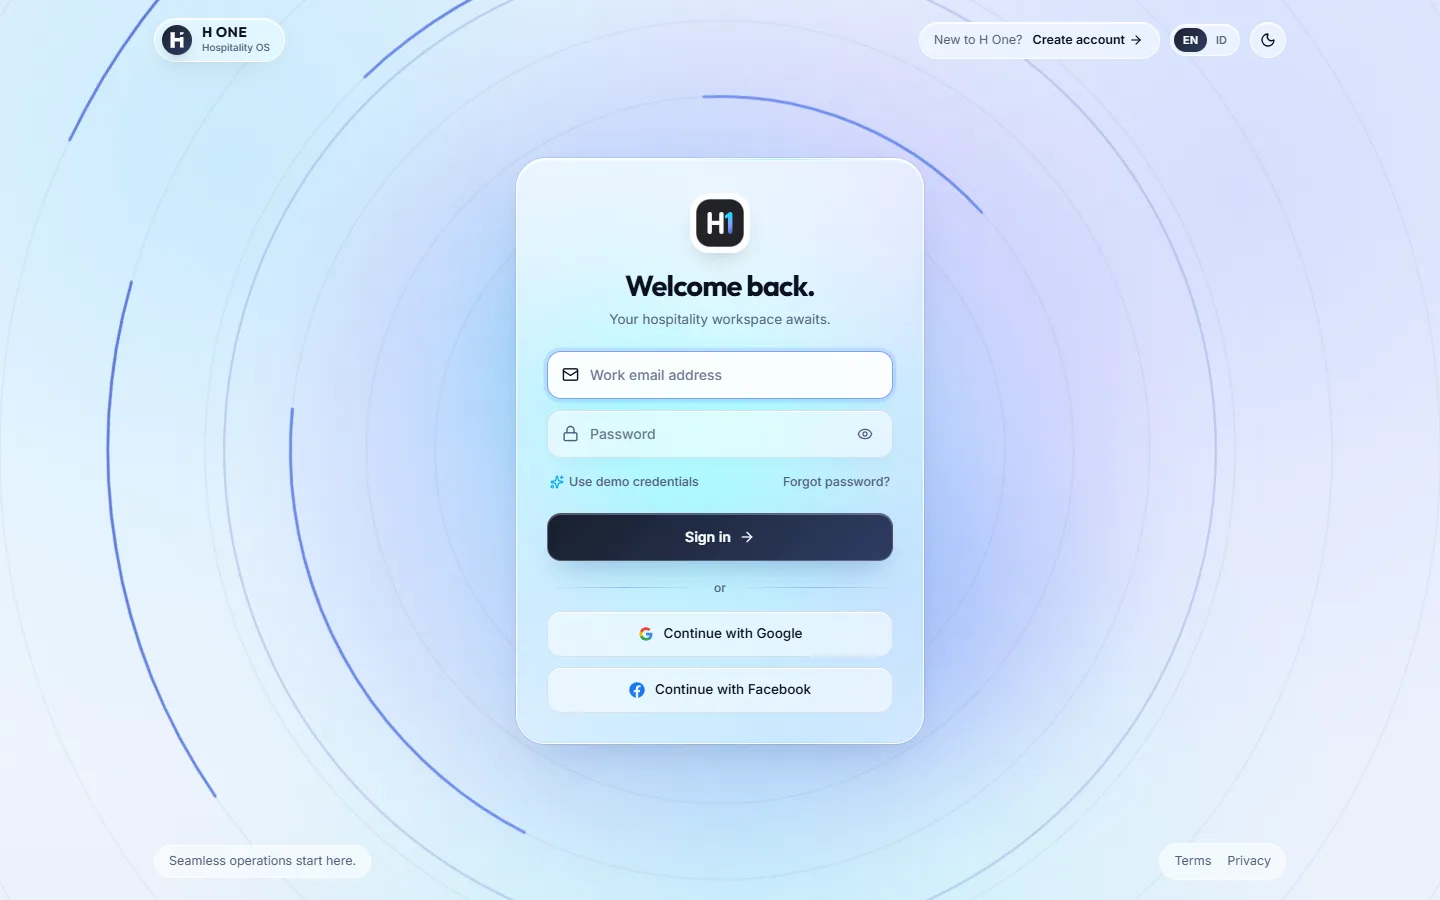 H
H ONE
Hospitality OS
New to H One? Create account
EN
ID
H1
Welcome back.
Your hospitality workspace awaits.
Work email address
Password
Use demo credentials
Forgot password?
Sign in
or
Continue with Google
Continue with Facebook
Seamless operations start here.
Terms
Privacy